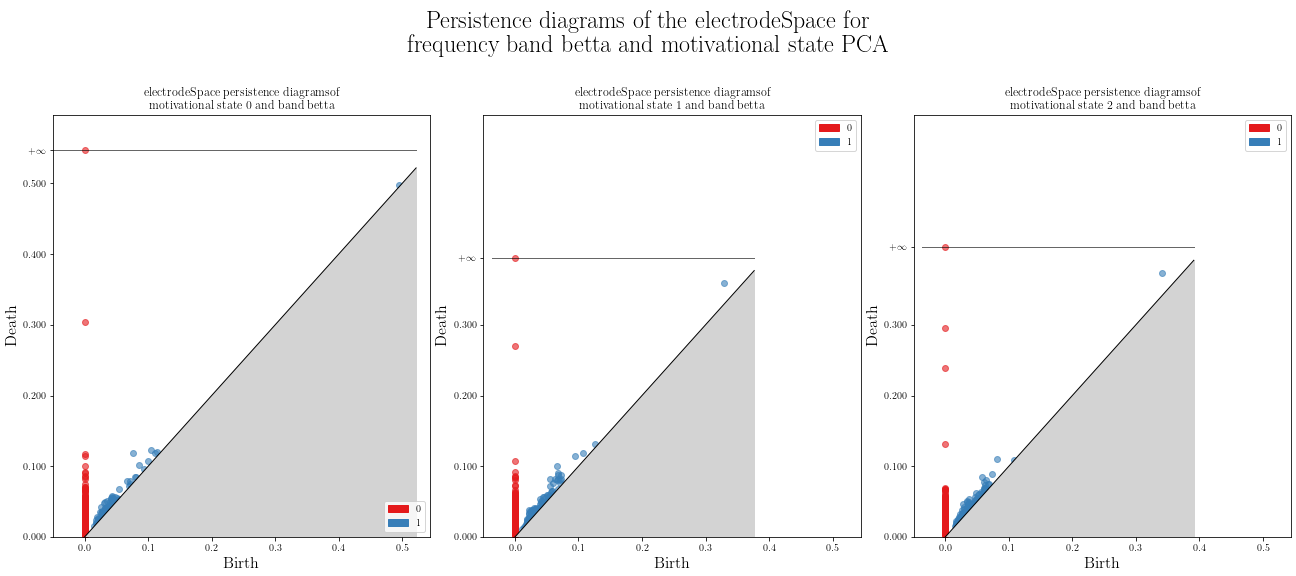 Persistence diagrams of the electrodeSpace for
frequency band betta and motivational state PCA
electrodeSpace persistence diagramsof
motivational state 0 and band betta
+∞
0.500
0.400
0.300
0.200
0.100
0.000
Death
0.0 0.1 0.2 0.3 0.4 0.5
Birth
0
1
electrodeSpace persistence diagramsof
motivational state 1 and band betta
0
1
+∞
0.300
0.200
0.100
0.000
Death
0.0 0.1 0.2 0.3 0.4 0.5
Birth
electrodeSpace persistence diagramsof
motivational state 2 and band betta
0
1
+∞
0.300
0.200
0.100
0.000
Death
0.0 0.1 0.2 0.3 0.4 0.5
Birth